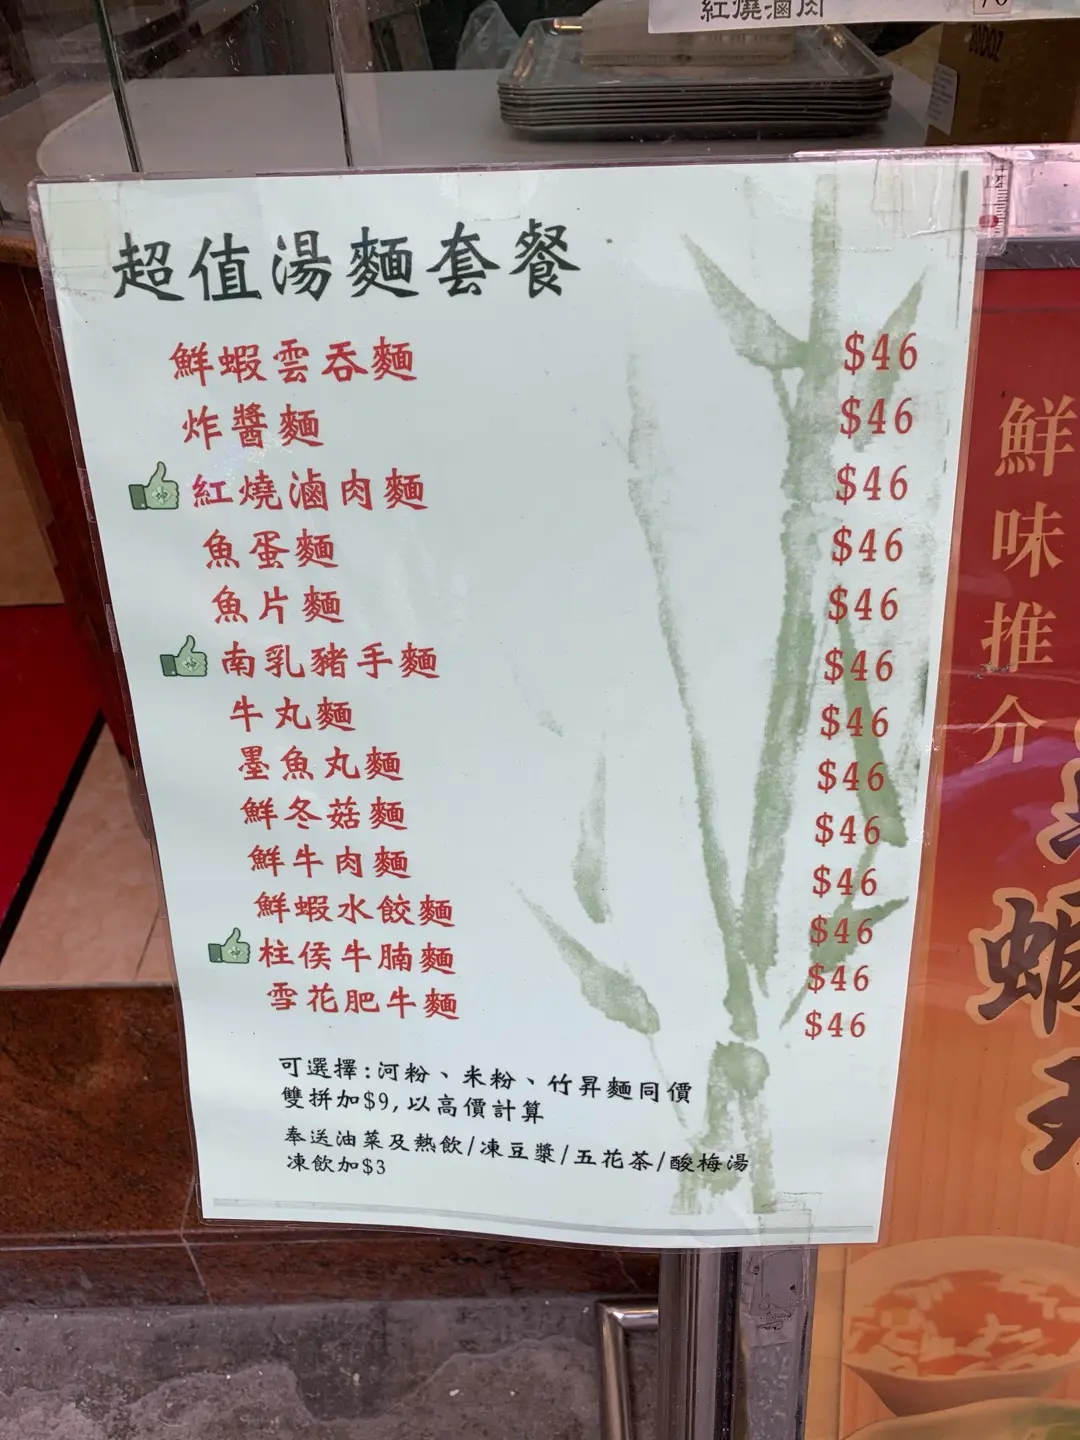 紅燒滷肉
超值湯麵套餐
鮮蝦雲吞麵 $46
炸醬麵 $46
紅燒滷肉麵 $46
魚蛋麵 $46
魚片麵 $46
南乳豬手麵 $46
牛丸麵 $46
墨魚丸麵 $46
鮮冬菇麵 $46
鮮牛肉麵 $46
鮮蝦水餃麵 $46
柱侯牛腩麵 $46
雪花肥牛麵 $46
可選擇:河粉、米粉、竹昇麵同價
雙拼加$9,以高價計算
奉送油菜及熱飲/凍豆漿/五花茶/酸梅湯
凍飲加$3
鮮味推介
蝦